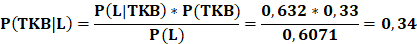 P(TKB|L) = P(L|TKB) * P(TKB) / P(L) = 0,632 * 0,33 / 0,6071 = 0,34